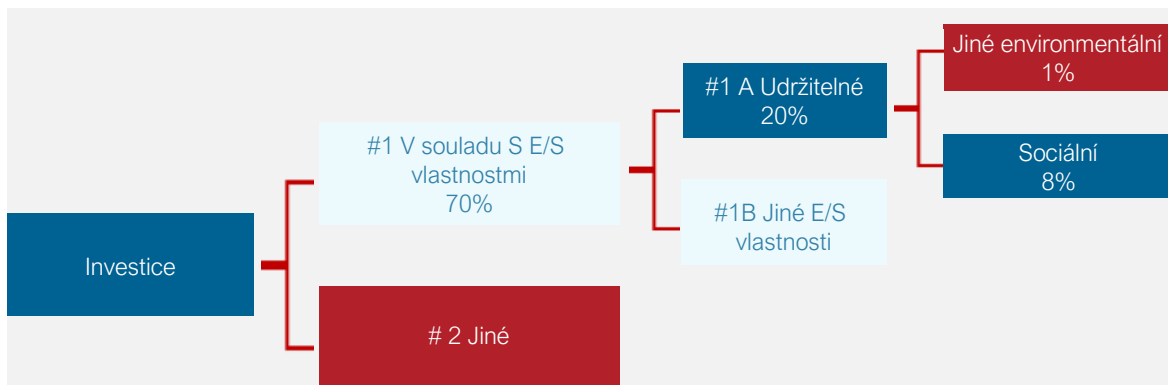 Investice
#1 V souladu S E/S
vlastnostmi
70%
# 2 Jiné
#1 A Udržitelné
20%
#1B Jiné E/S
vlastnosti
Jiné environmentální
1%
Sociální
8%